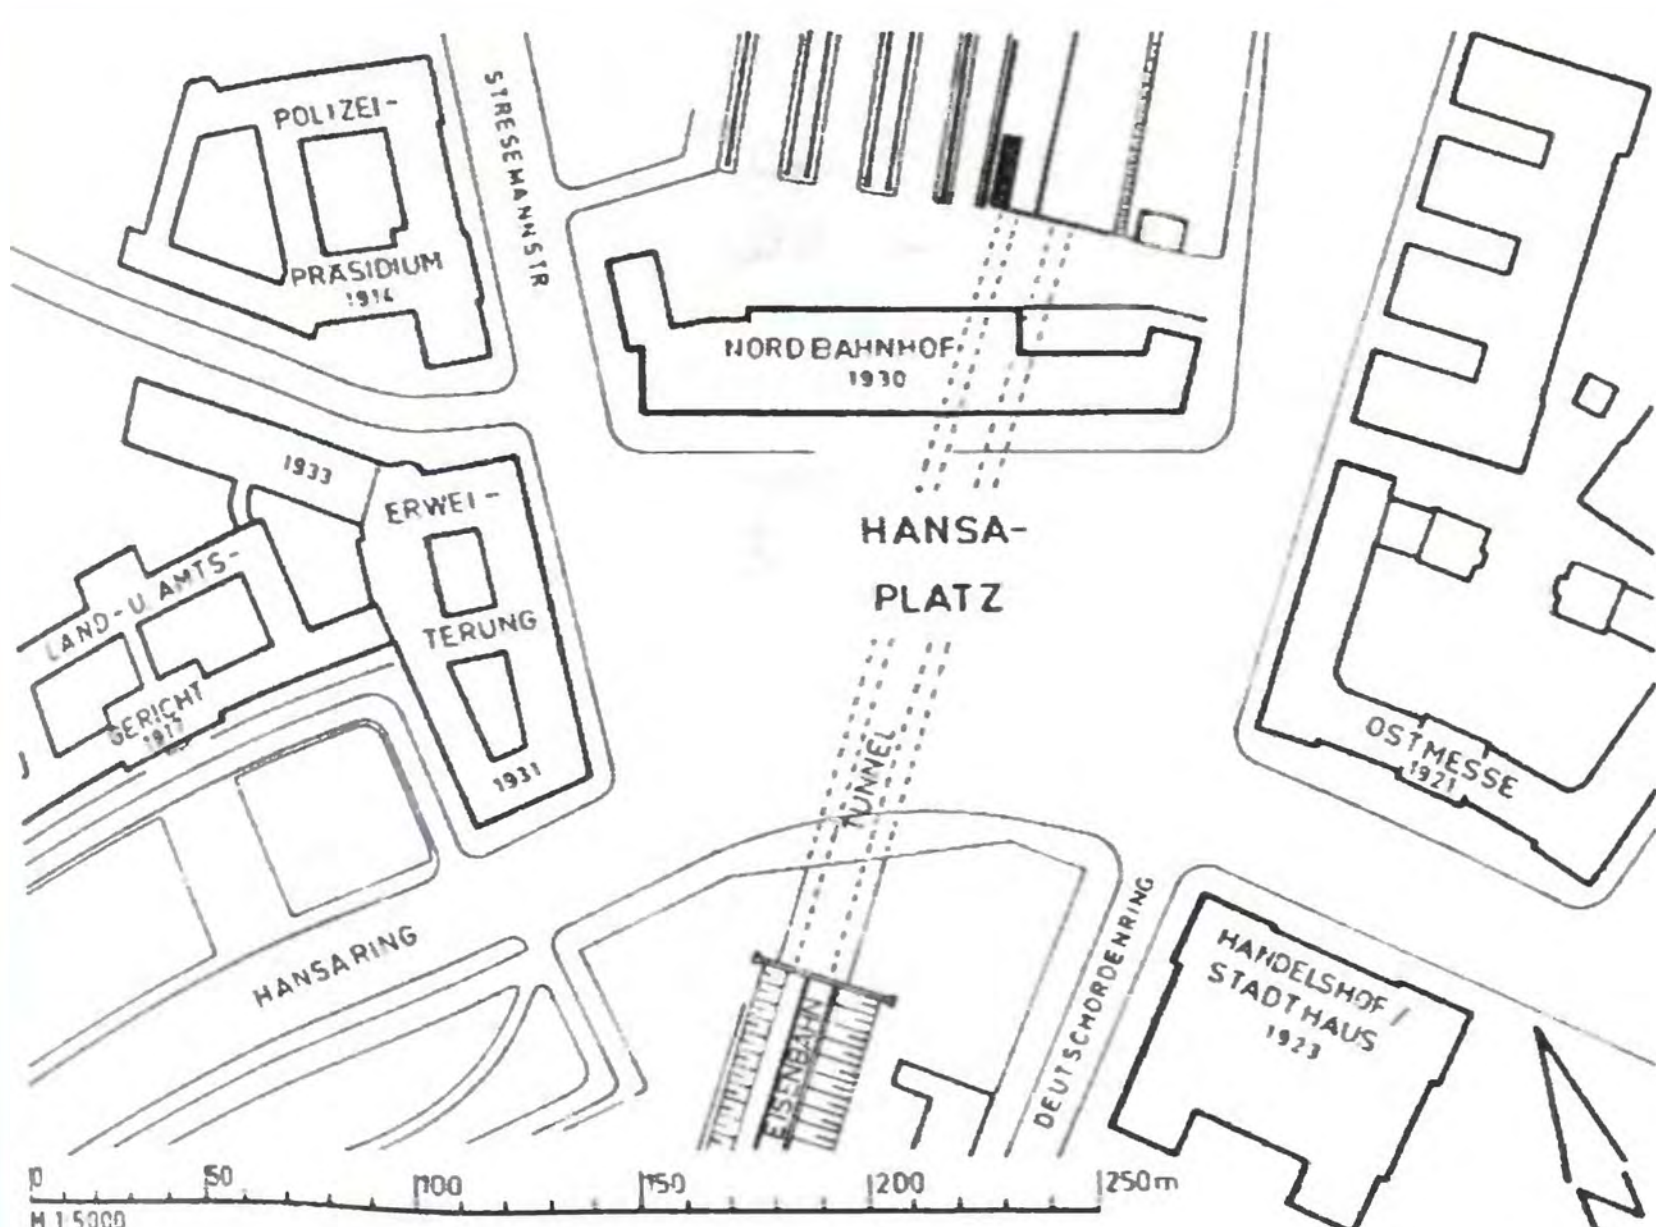 POLIZEI-
PRÄSIDIUM
1914
STRESEMANNSTR
NORDBAHNHOF
1930
1933
ERWEI-
TERUNG
1931
LAND-U. AMTS-
GERICHT
HANSA-
PLATZ
TUNNEL
OSTMESSE
1921
HANSARING
EISENBAHN
DEUTSCHORDENRING
HANDELSHOF/
STADTHAUS
1923
0 50 100 150 200 250m
M 1:5000